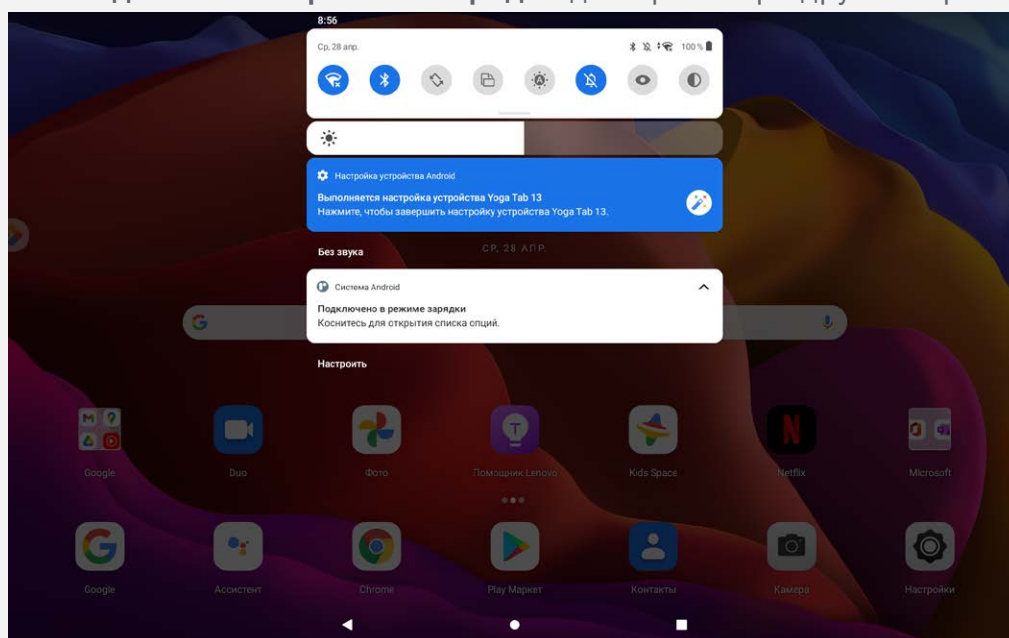 8:56
Ср, 28 апр.
100 %
Настройка устройства Android
Выполняется настройка устройства Yoga Tab 13
Нажмите, чтобы завершить настройку устройства Yoga Tab 13.
Без звука
СР, 28 АПР.
Система Android
Подключено в режиме зарядки
Коснитесь для открытия списка опций.
Настроить
Google
Duo
Фото
Помощник Lenovo
Kids Space
Netflix
Microsoft
Google
Ассистент
Chrome
Play Маркет
Контакты
Камера
Настройки